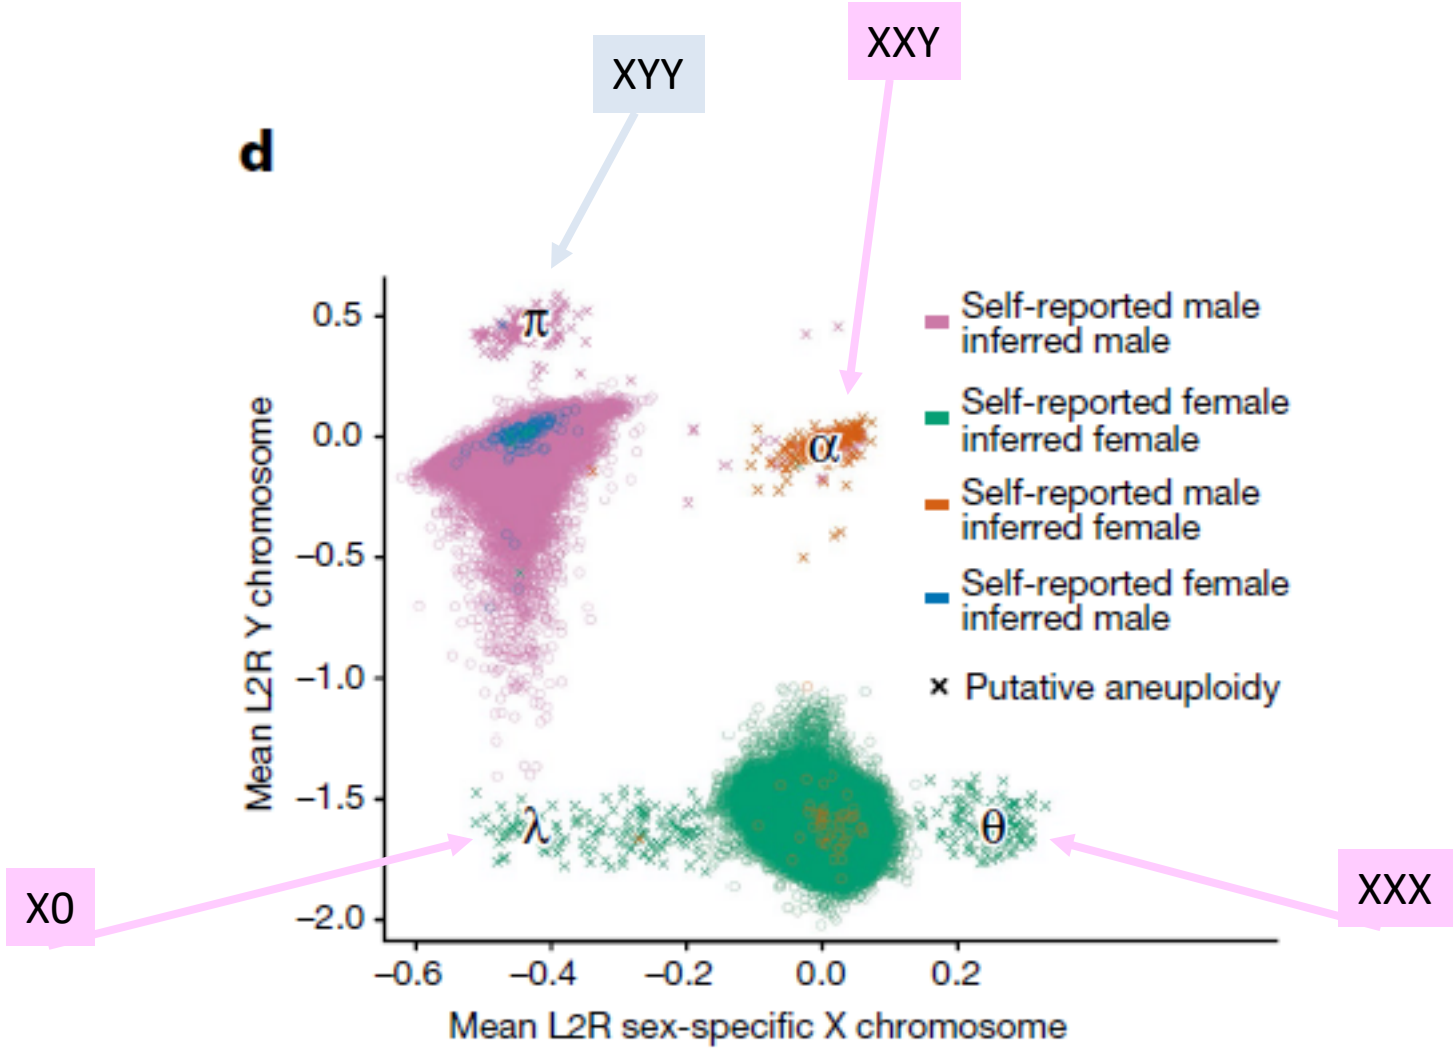 XXY
XYY
d
Self-reported male
inferred male
Self-reported female
inferred female
Self-reported male
inferred female
Self-reported female
inferred male
× Putative aneuploidy
Mean L2R Y chromosome
0.5
0.0
−0.5
−1.0
−1.5
−2.0
π
α
λ
θ
X0
XXX
−0.6 −0.4 −0.2 0.0 0.2
Mean L2R sex-specific X chromosome